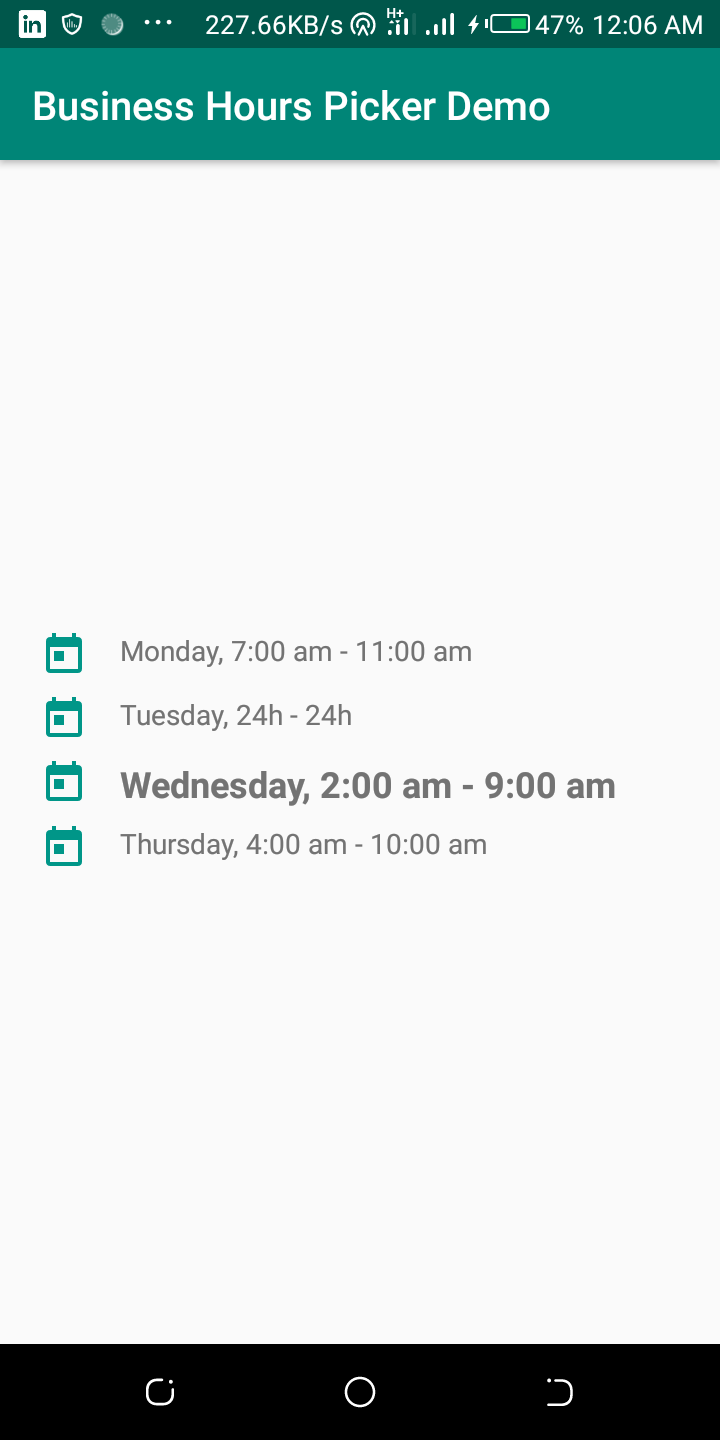 in 227.66KB/s H+ 47% 12:06 AM
Business Hours Picker Demo
Monday, 7:00 am - 11:00 am
Tuesday, 24h - 24h
Wednesday, 2:00 am - 9:00 am
Thursday, 4:00 am - 10:00 am